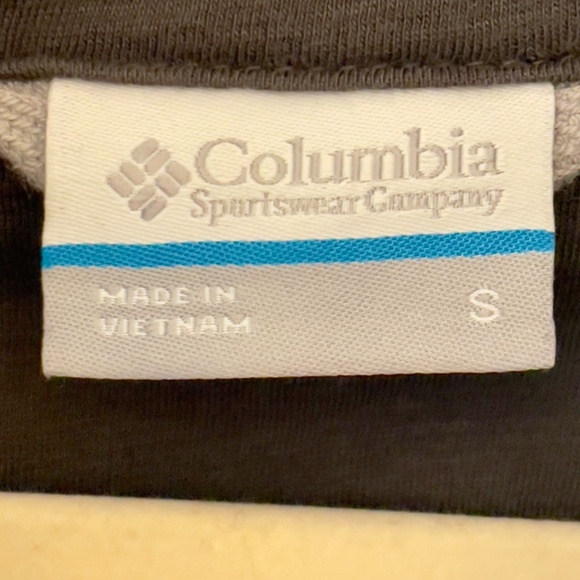 Columbia
Sportswear Company
MADE IN
VIETNAM
S